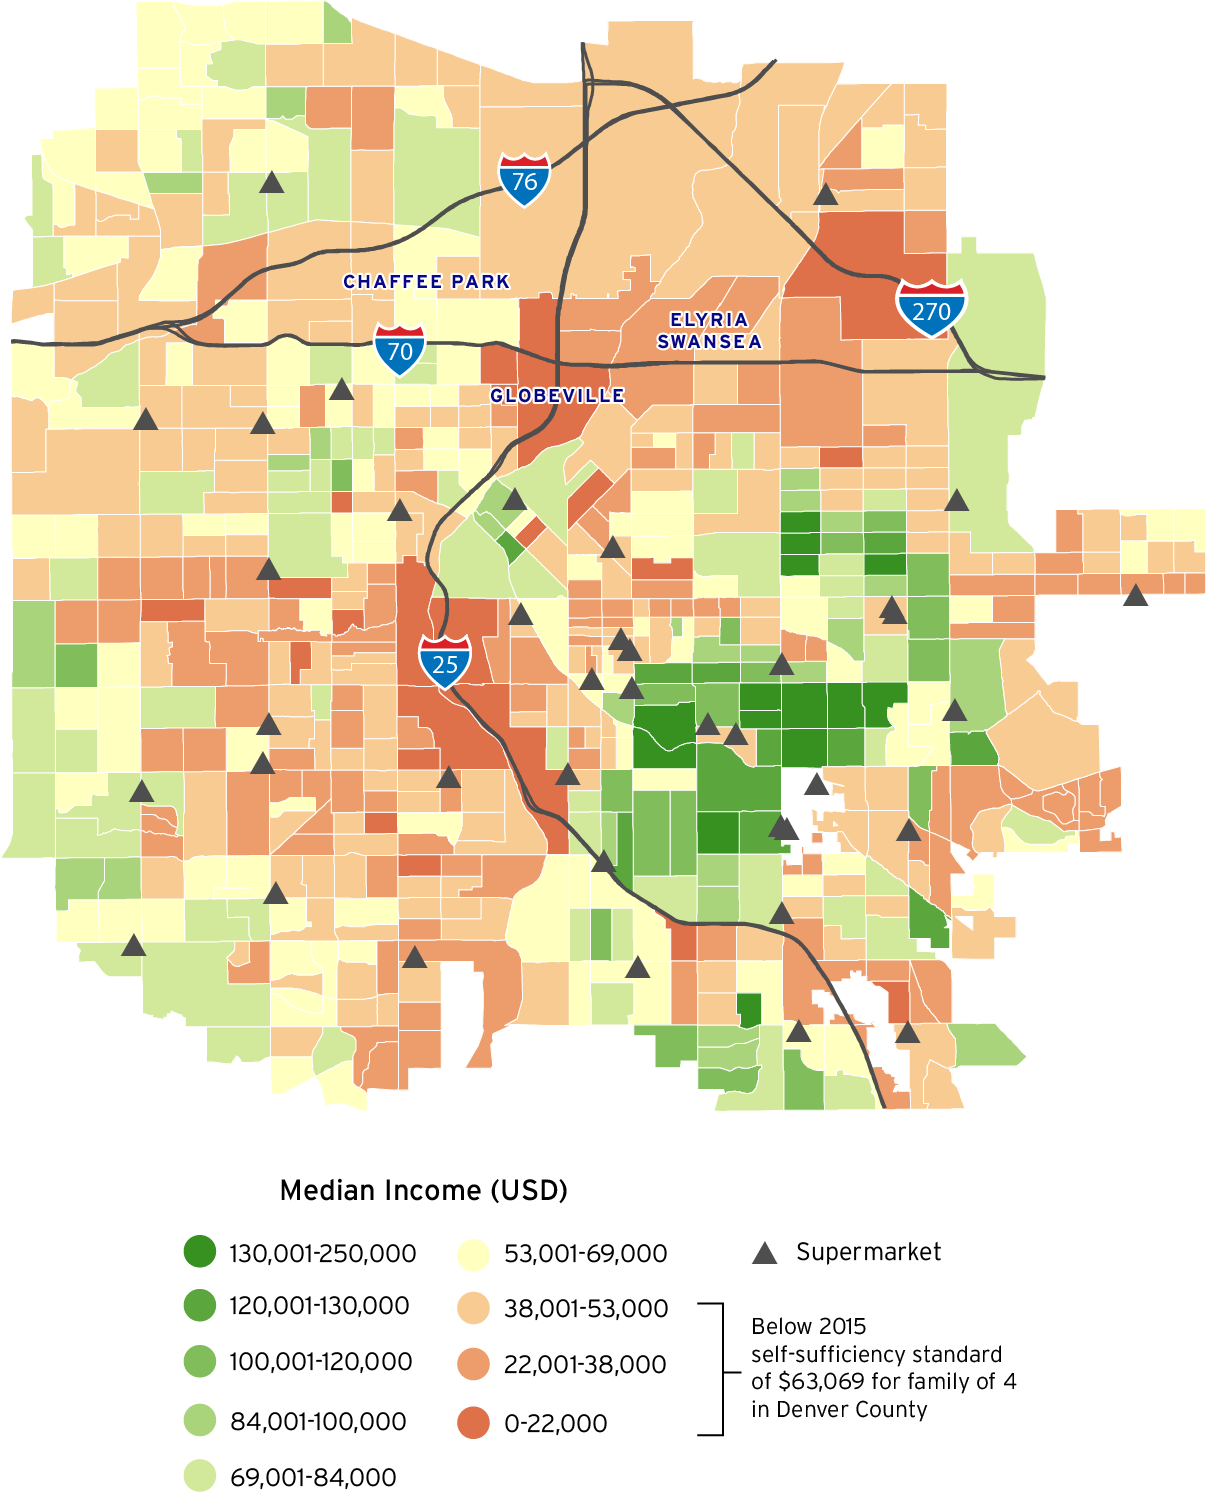 76
CHAFFEE PARK
270
ELYRIA
SWANSEA
70
GLOBEVILLE
25
Median Income (USD)
130,001-250,000
120,001-130,000
100,001-120,000
84,001-100,000
69,001-84,000
53,001-69,000
38,001-53,000
22,001-38,000
0-22,000
Supermarket
Below 2015
self-sufficiency standard
of $63,069 for family of 4
in Denver County